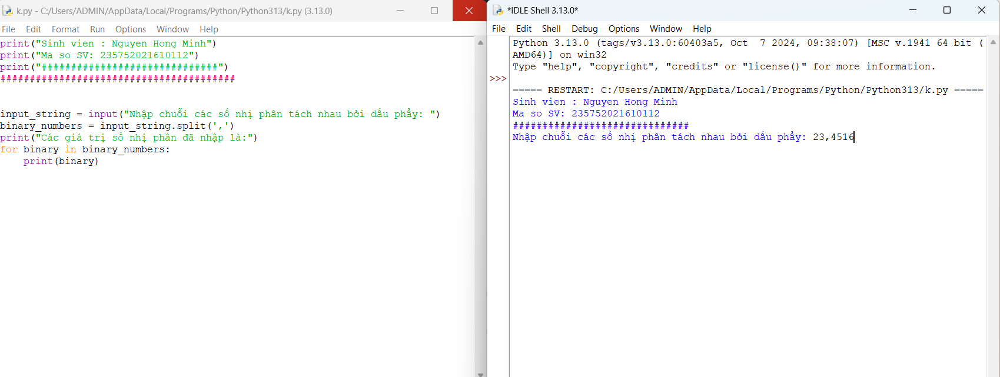 k.py - C:/Users/ADMIN/AppData/Local/Programs/Python/Python313/k.py (3.13.0)
File Edit Format Run Options Window Help
print("Sinh vien : Nguyen Hong Minh")
print("Ma so SV: 235752021610112")
print("##############################")
########################################
input_string = input("Nhập chuỗi các số nhị phân tách nhau bởi dấu phẩy: ")
binary_numbers = input_string.split(',')
print("Các giá trị số nhị phân đã nhập là:")
for binary in binary_numbers:
    print(binary)
*IDLE Shell 3.13.0*
File Edit Shell Debug Options Window Help
Python 3.13.0 (tags/v3.13.0:60403a5, Oct  7 2024, 09:38:07) [MSC v.1941 64 bit (
AMD64)] on win32
Type "help", "copyright", "credits" or "license()" for more information.
>>>
===== RESTART: C:/Users/ADMIN/AppData/Local/Programs/Python/Python313/k.py =====
Sinh vien : Nguyen Hong Minh
Ma so SV: 235752021610112
##############################
Nhập chuỗi các số nhị phân tách nhau bởi dấu phẩy: 23,4516